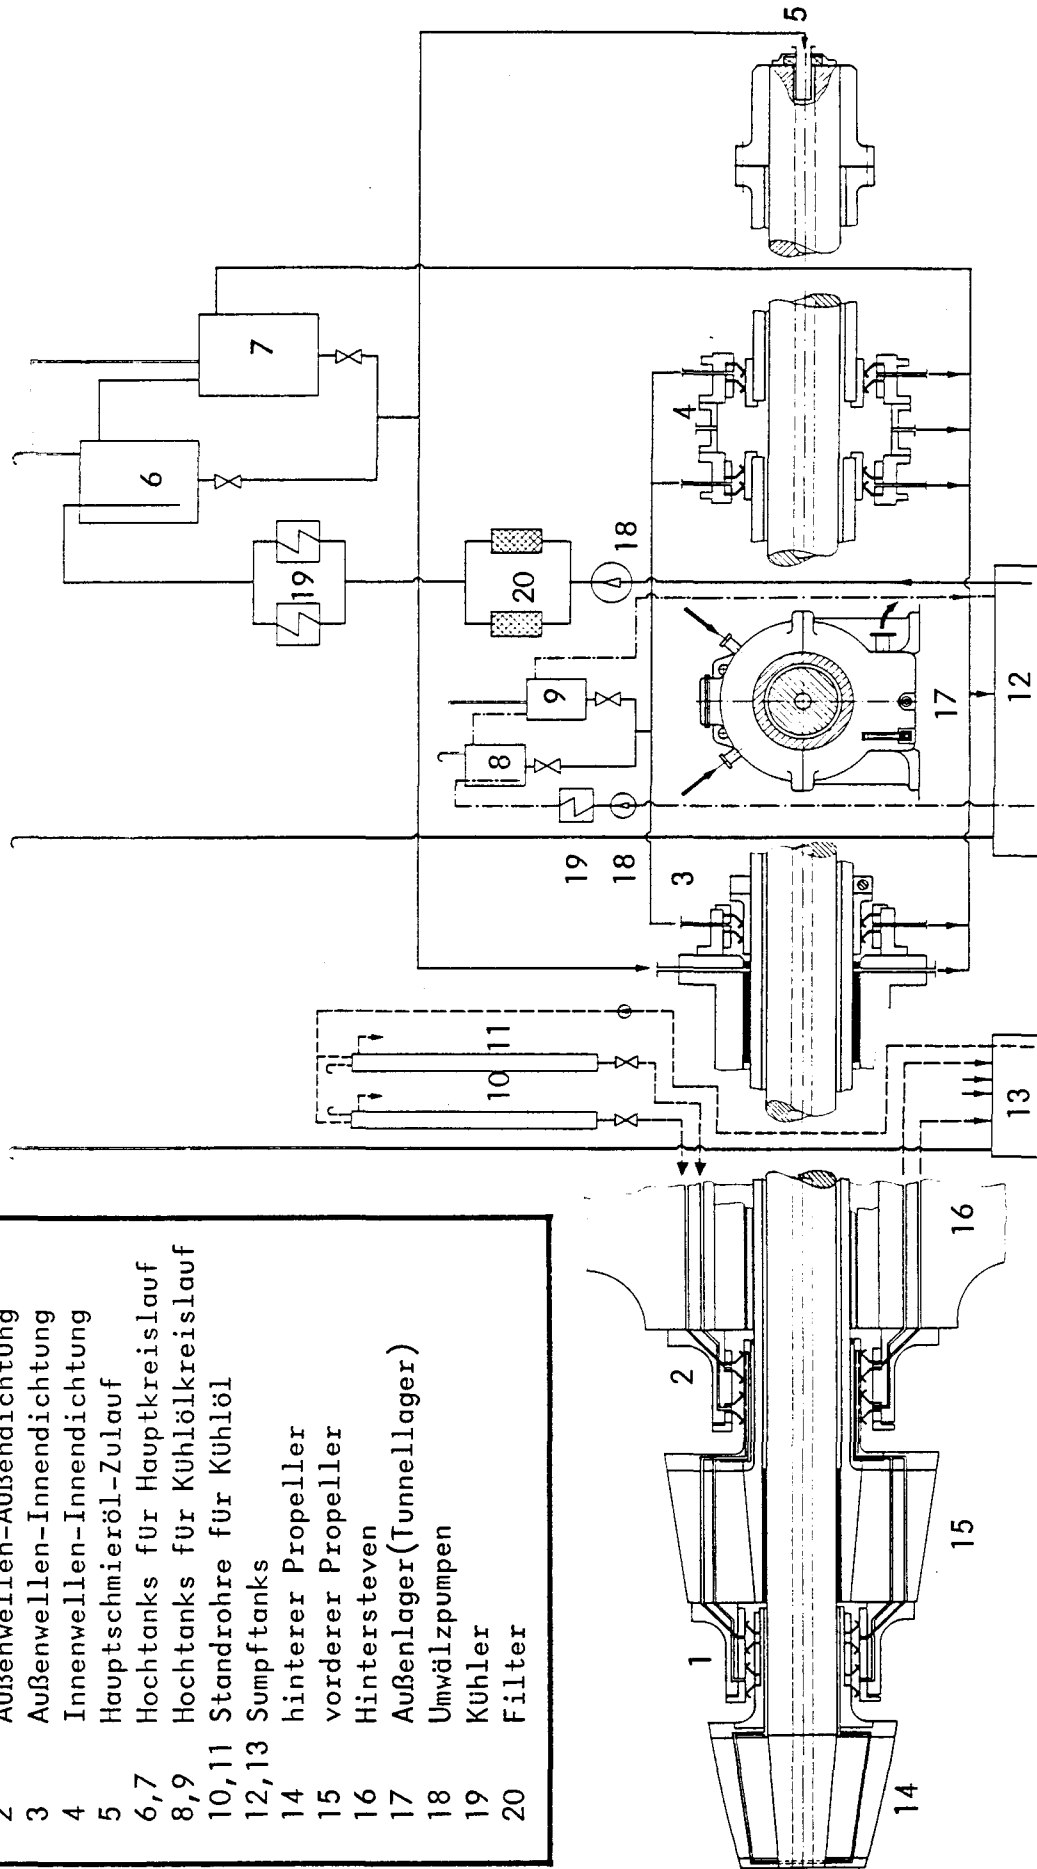 2 Außenwellen-Außendichtung
3 Außenwellen-Innendichtung
4 Innenwellen-Innendichtung
5 Hauptschmieröl-Zulauf
6,7 Hochtanks für Hauptkreislauf
8,9 Hochtanks für Kühlölkreislauf
10,11 Standrohre für Kühlöl
12,13 Sumpftanks
14 hinterer Propeller
15 vorderer Propeller
16 Hintersteven
17 Außenlager(Tunnellager)
18 Umwälzpumpen
19 Kühler
20 Filter
6
7
19
20
18
8
9
19
18
10
11
5
4
3
2
1
17
12
13
16
15
14